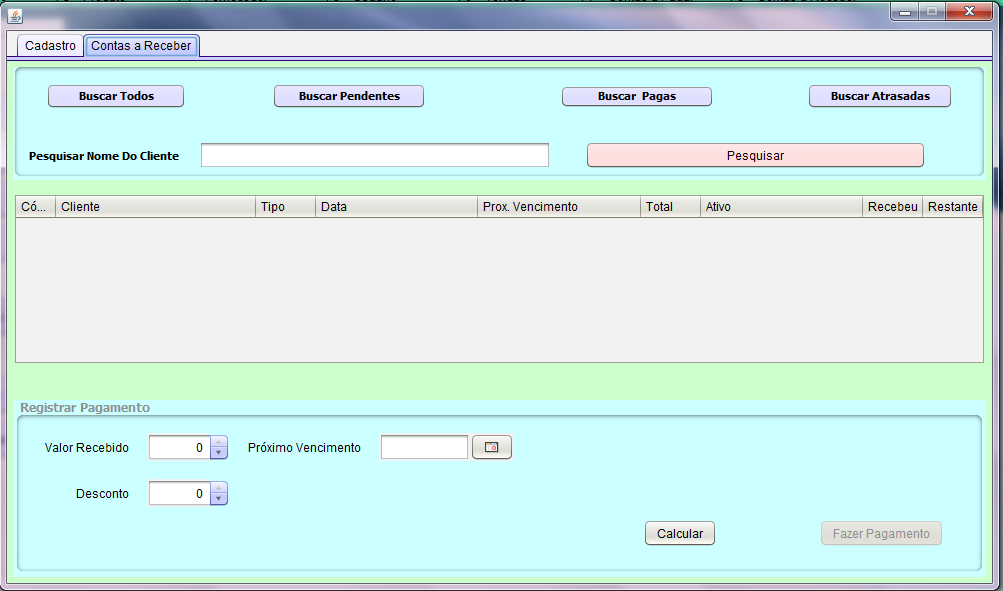 Cadastro Contas a Receber
Buscar Todos Buscar Pendentes Buscar Pagas Buscar Atrasadas
Pesquisar Nome Do Cliente Pesquisar
Có... Cliente Tipo Data Prox. Vencimento Total Ativo Recebeu Restante
Registrar Pagamento
Valor Recebido 0 Próximo Vencimento
Desconto 0
Calcular Fazer Pagamento